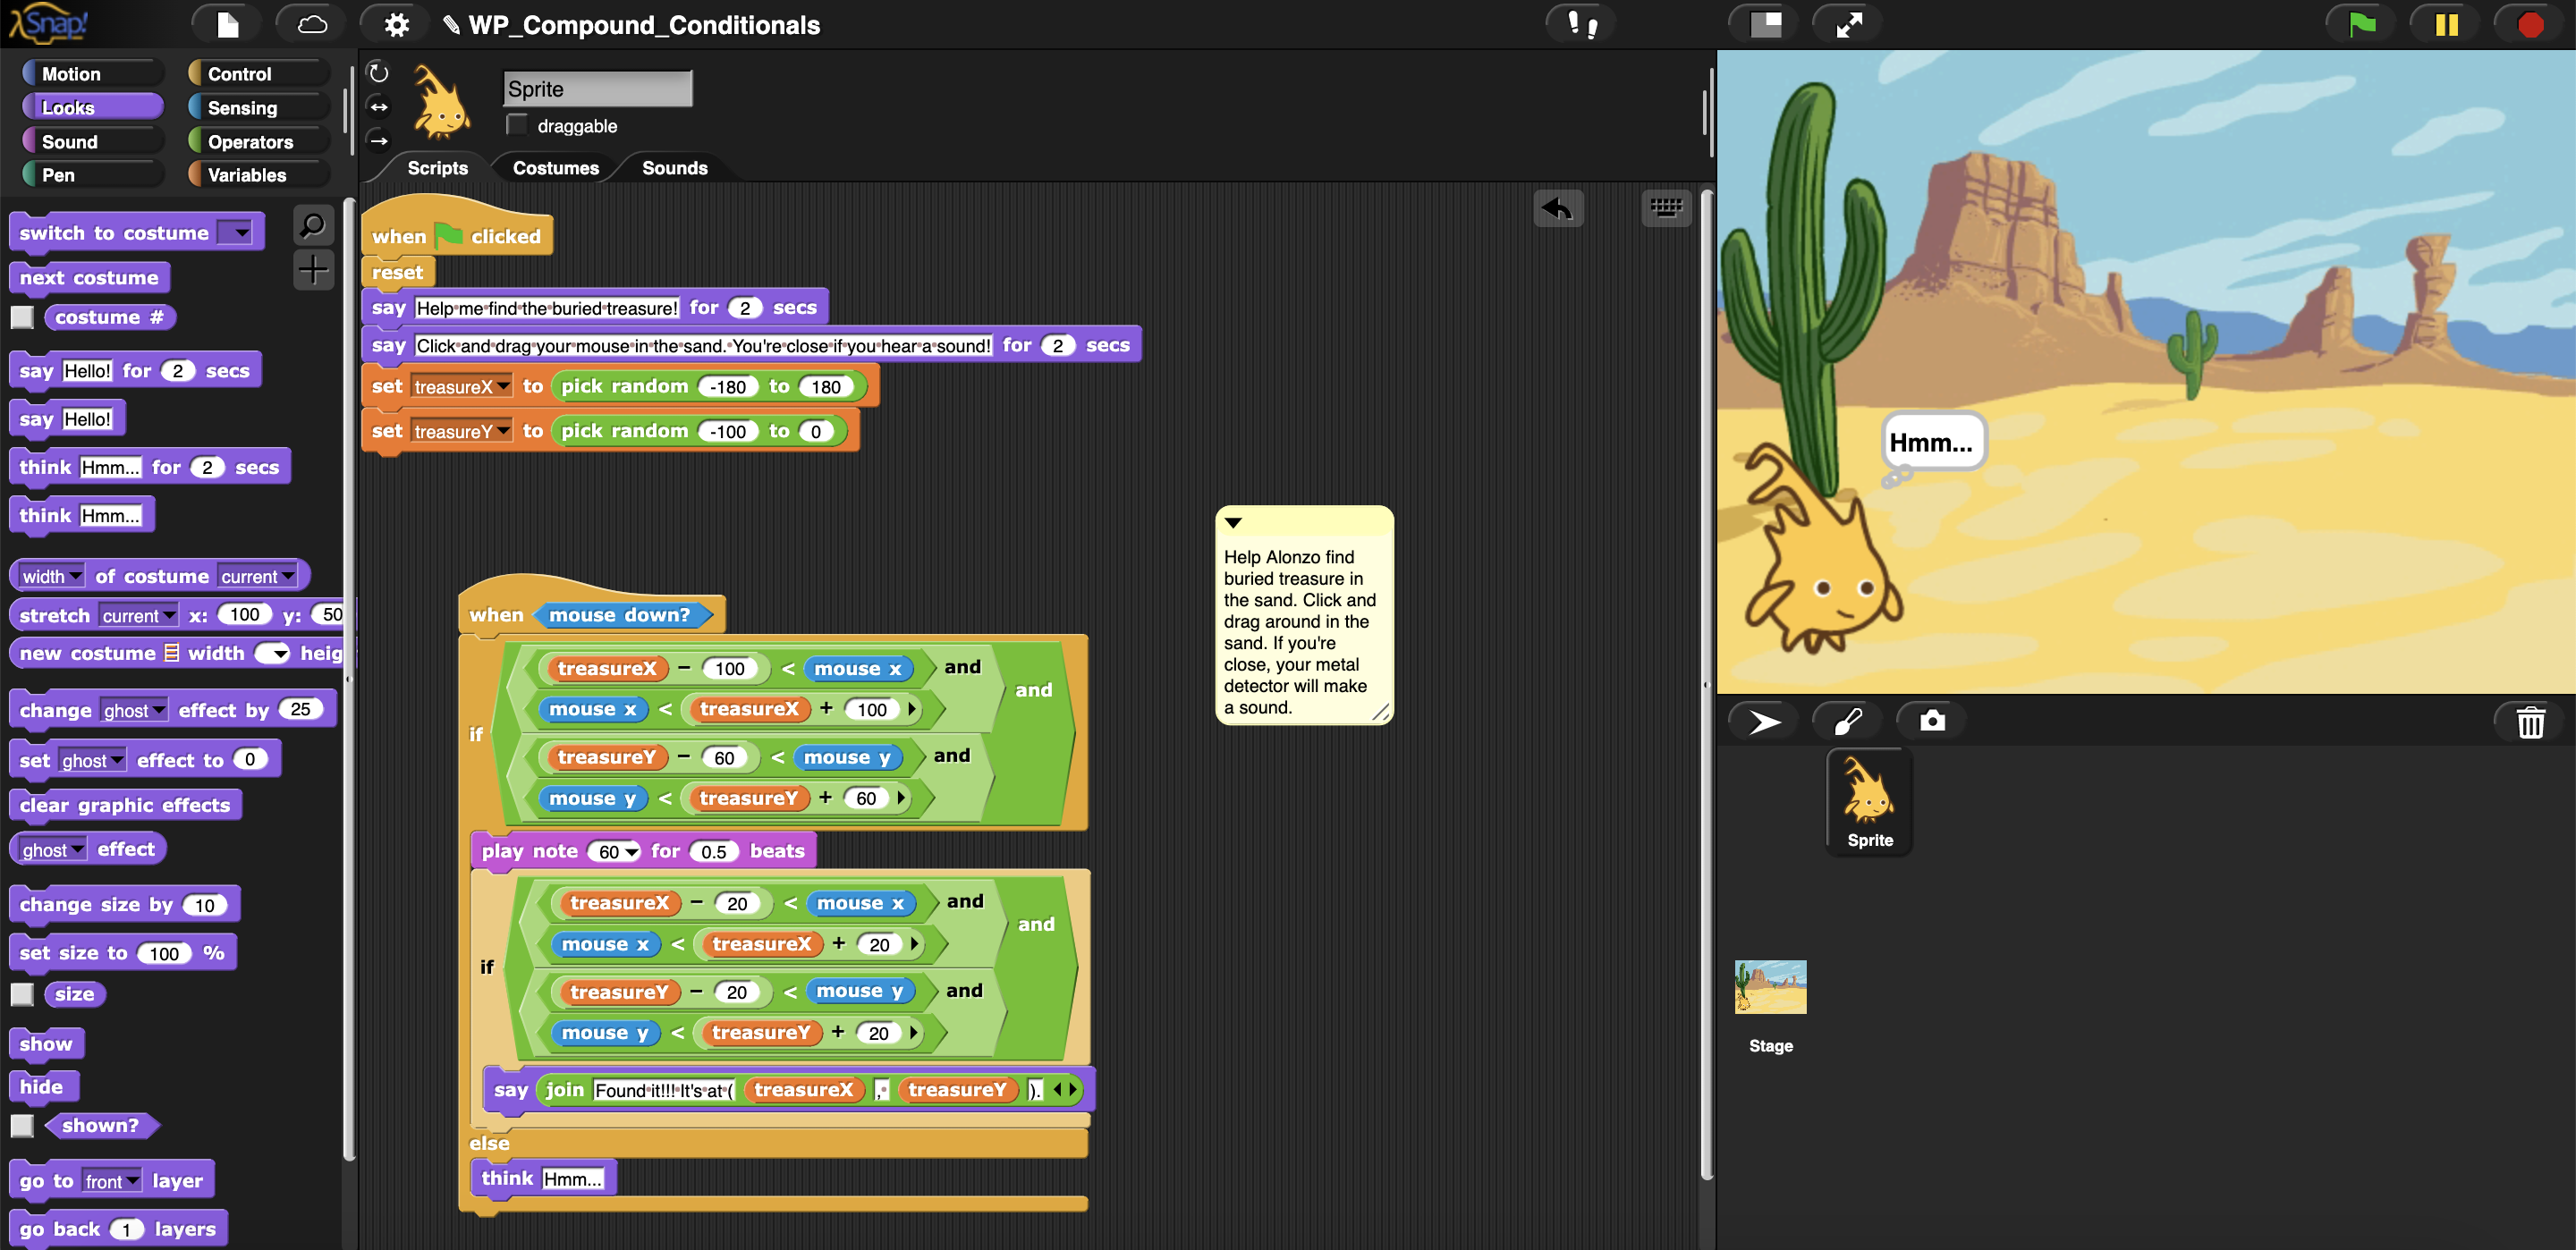 Snap!
WP_Compound_Conditionals
Motion
Control
Looks
Sensing
Sound
Operators
Pen
Variables
Sprite
draggable
Scripts Costumes Sounds
switch to costume
next costume
costume #
say Hello! for 2 secs
say Hello!
think Hmm... for 2 secs
think Hmm...
width of costume current
stretch current x: 100 y: 50
new costume width heig
change ghost effect by 25
set ghost effect to 0
clear graphic effects
ghost effect
change size by 10
set size to 100 %
size
show
hide
shown?
go to front layer
go back 1 layers
when clicked
reset
say Help me find the buried treasure! for 2 secs
say Click and drag your mouse in the sand. You're close if you hear a sound! for 2 secs
set treasureX to pick random -180 to 180
set treasureY to pick random -100 to 0
when mouse down?
if
treasureX − 100 < mouse x and
mouse x < treasureX + 100
and
treasureY − 60 < mouse y and
mouse y < treasureY + 60
play note 60 for 0.5 beats
if
treasureX − 20 < mouse x and
mouse x < treasureX + 20
and
treasureY − 20 < mouse y and
mouse y < treasureY + 20
say join Found it!!! It's at ( treasureX , treasureY ).
else
think Hmm...
Help Alonzo find
buried treasure in
the sand. Click and
drag around in the
sand. If you're
close, your metal
detector will make
a sound.
Hmm...
Sprite
Stage